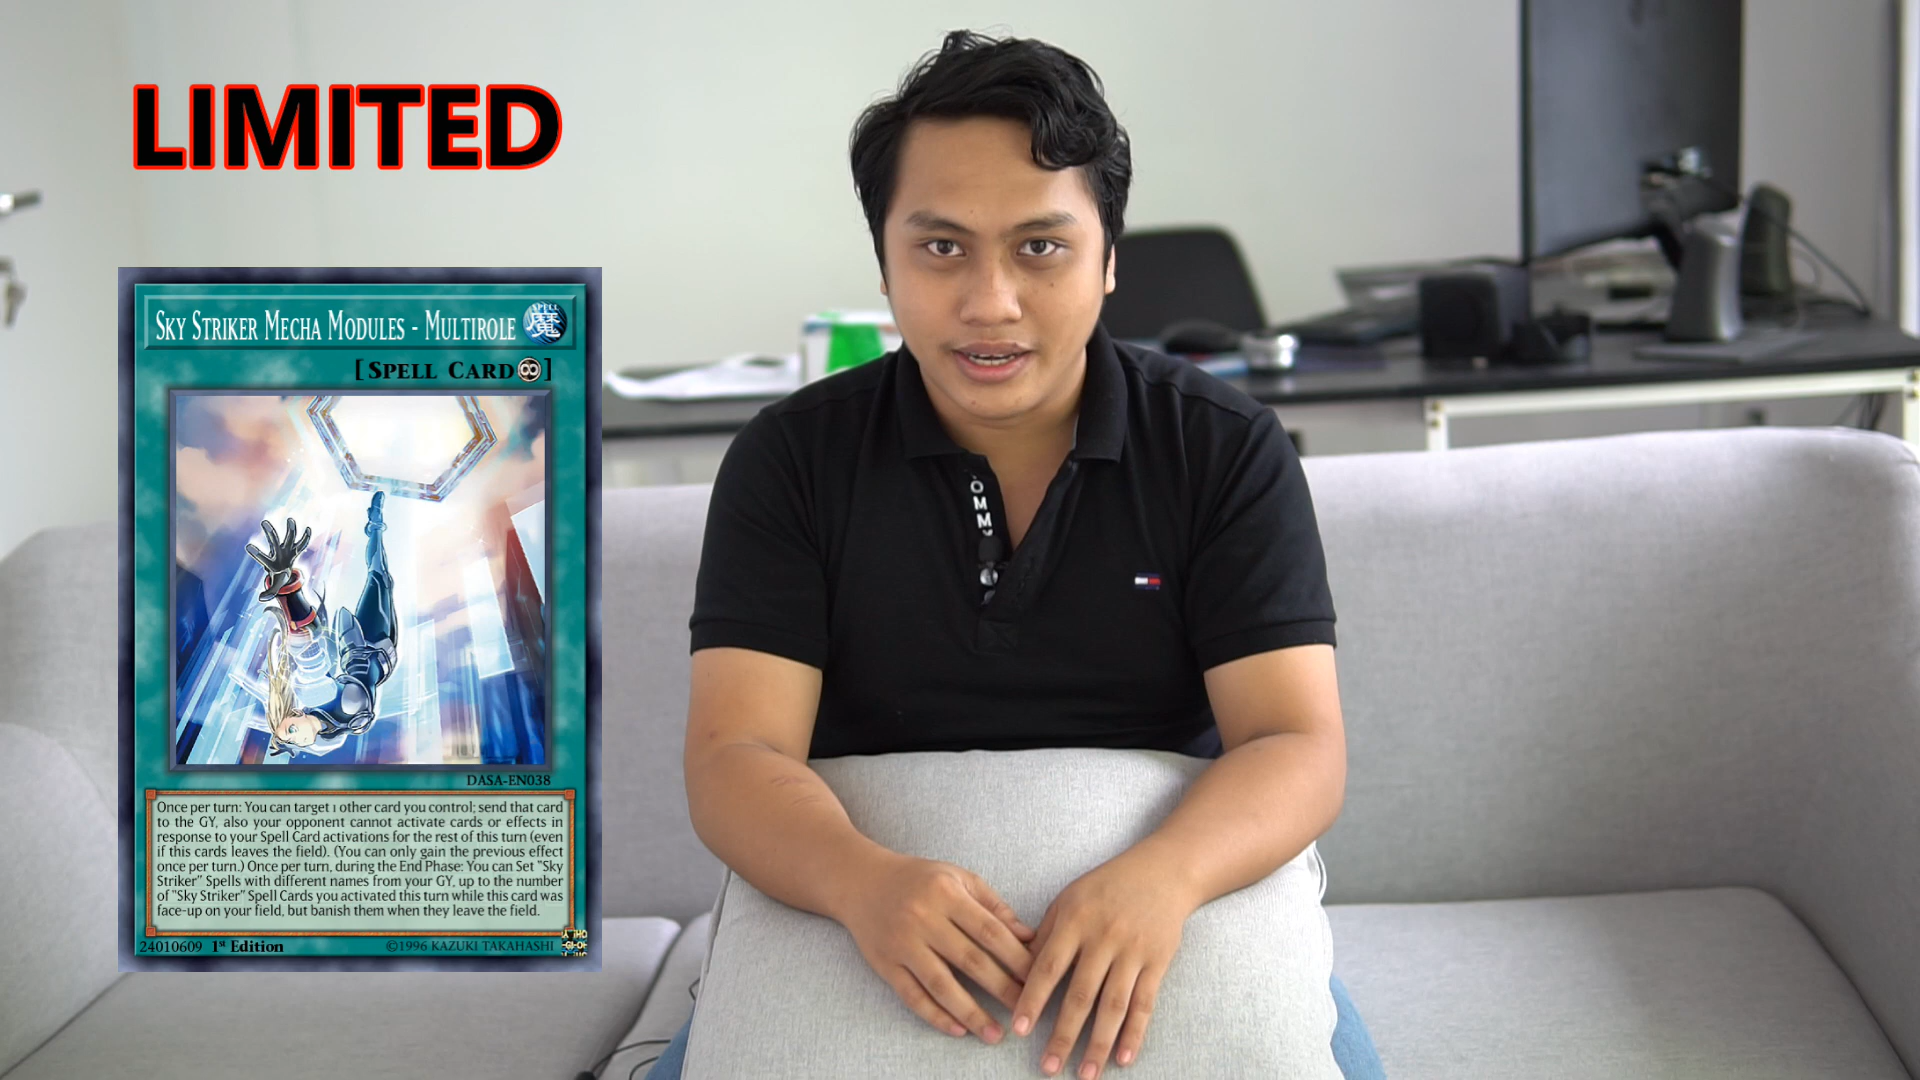 LIMITED
SKY STRIKER MECHA MODULES - MULTIROLE
SPELL
魔
[SPELL CARD∞]
DASA-EN038
Once per turn: You can target 1 other card you control; send that card
to the GY, also your opponent cannot activate cards or effects in
response to your Spell Card activations for the rest of this turn (even
if this cards leaves the field). (You can only gain the previous effect
once per turn.) Once per turn, during the End Phase: You can Set "Sky
Striker" Spells with different names from your GY, up to the number
of "Sky Striker" Spell Cards you activated this turn while this card was
face-up on your field, but banish them when they leave the field.
24010609 1st Edition
©1996 KAZUKI TAKAHASHI
OMM